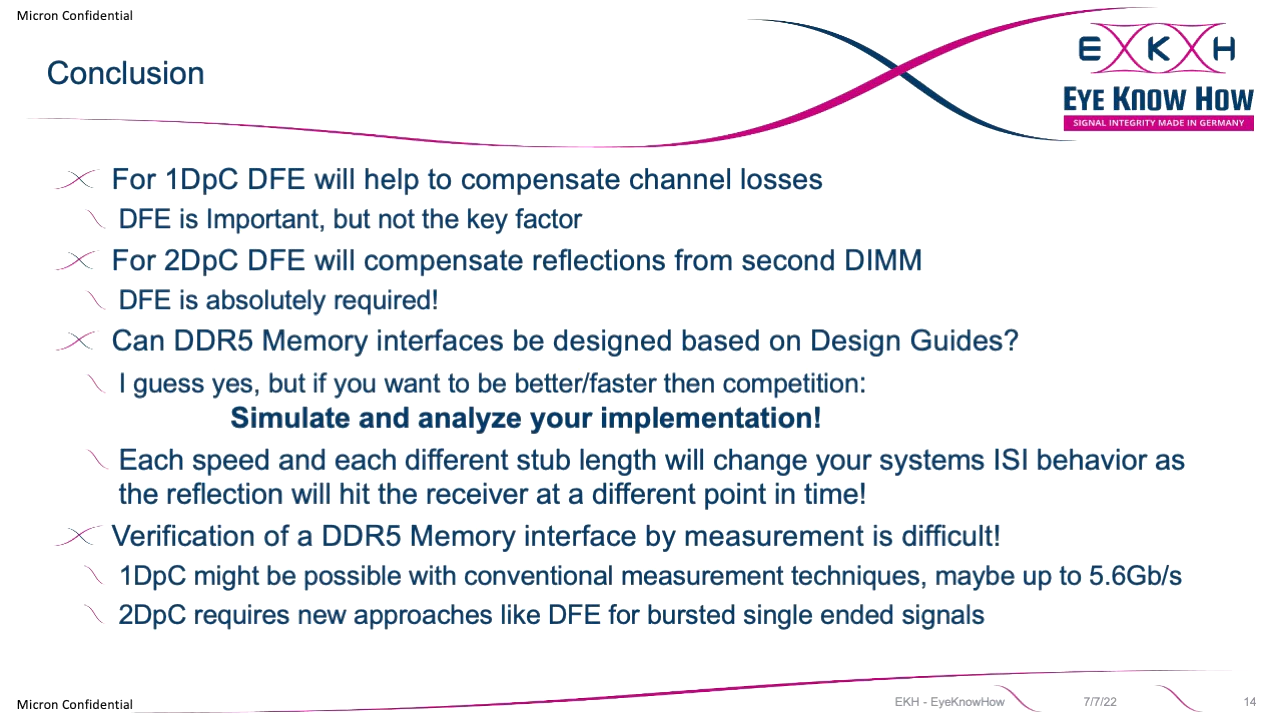 Micron Confidential
Conclusion
EKH
EYE KNOW HOW
SIGNAL INTEGRITY MADE IN GERMANY
For 1DpC DFE will help to compensate channel losses
DFE is Important, but not the key factor
For 2DpC DFE will compensate reflections from second DIMM
DFE is absolutely required!
Can DDR5 Memory interfaces be designed based on Design Guides?
I guess yes, but if you want to be better/faster then competition:
Simulate and analyze your implementation!
Each speed and each different stub length will change your systems ISI behavior as
the reflection will hit the receiver at a different point in time!
Verification of a DDR5 Memory interface by measurement is difficult!
1DpC might be possible with conventional measurement techniques, maybe up to 5.6Gb/s
2DpC requires new approaches like DFE for bursted single ended signals
Micron Confidential
EKH - EyeKnowHow
7/7/22
14